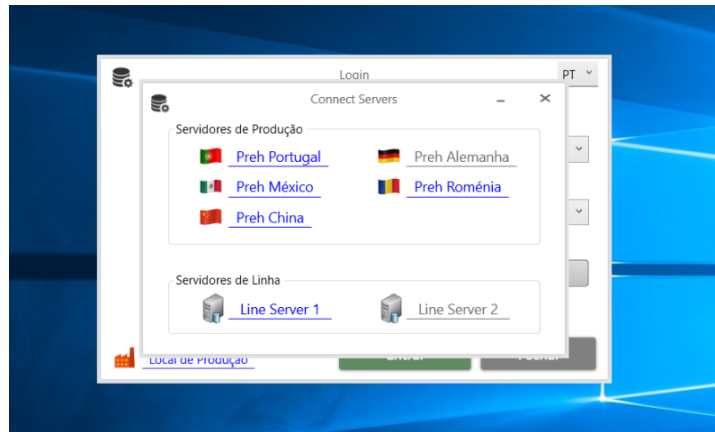 Login
PT
Connect Servers
Servidores de Produção
Preh Portugal
Preh Alemanha
Preh México
Preh Roménia
Preh China
Servidores de Linha
Line Server 1
Line Server 2
Local de Produção